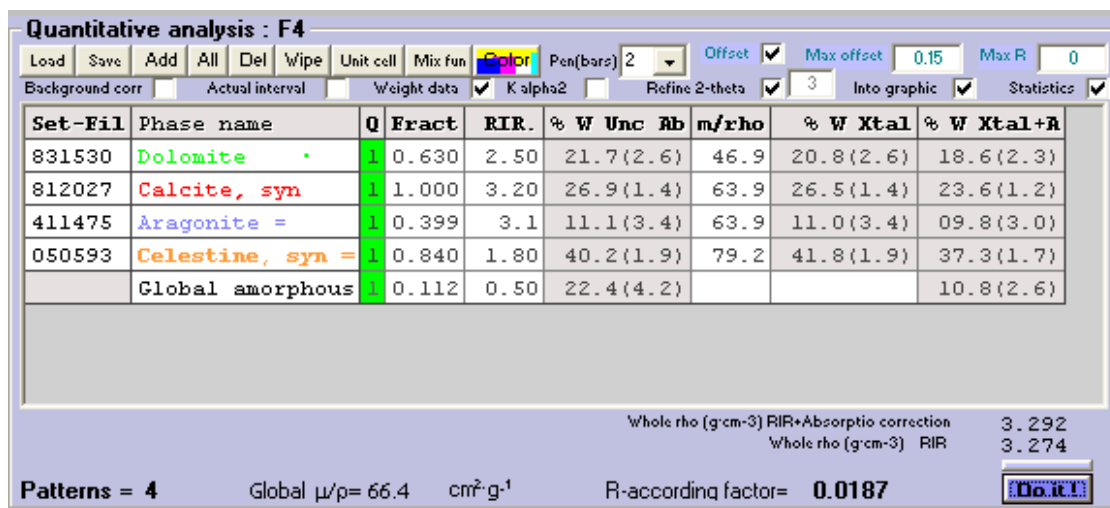 Quantitative analysis : F4
Load Save Add All Del Wipe Unit cell Mix fun Color Pen(bars) 2 Offset Max offset 0.15 Max R 0
Background corr Actual interval Weight data K alpha2 Refine 2-theta 3 Into graphic Statistics
Set-Fil Phase name Q Fract RIR. % W Unc Ab m/rho % W Xtal % W Xtal+A
831530 Dolomite 1 0.630 2.50 21.7(2.6) 46.9 20.8(2.6) 18.6(2.3)
812027 Calcite, syn 1 1.000 3.20 26.9(1.4) 63.9 26.5(1.4) 23.6(1.2)
411475 Aragonite = 1 0.399 3.1 11.1(3.4) 63.9 11.0(3.4) 09.8(3.0)
050593 Celestine, syn = 1 0.840 1.80 40.2(1.9) 79.2 41.8(1.9) 37.3(1.7)
Global amorphous 1 0.112 0.50 22.4(4.2) 10.8(2.6)
Whole rho (g·cm-3) RIR+Absorptio correction 3.292
Whole rho (g·cm-3) RIR 3.274
Patterns = 4 Global µ/ρ= 66.4 cm²·g-¹ R-according factor= 0.0187 Do it !